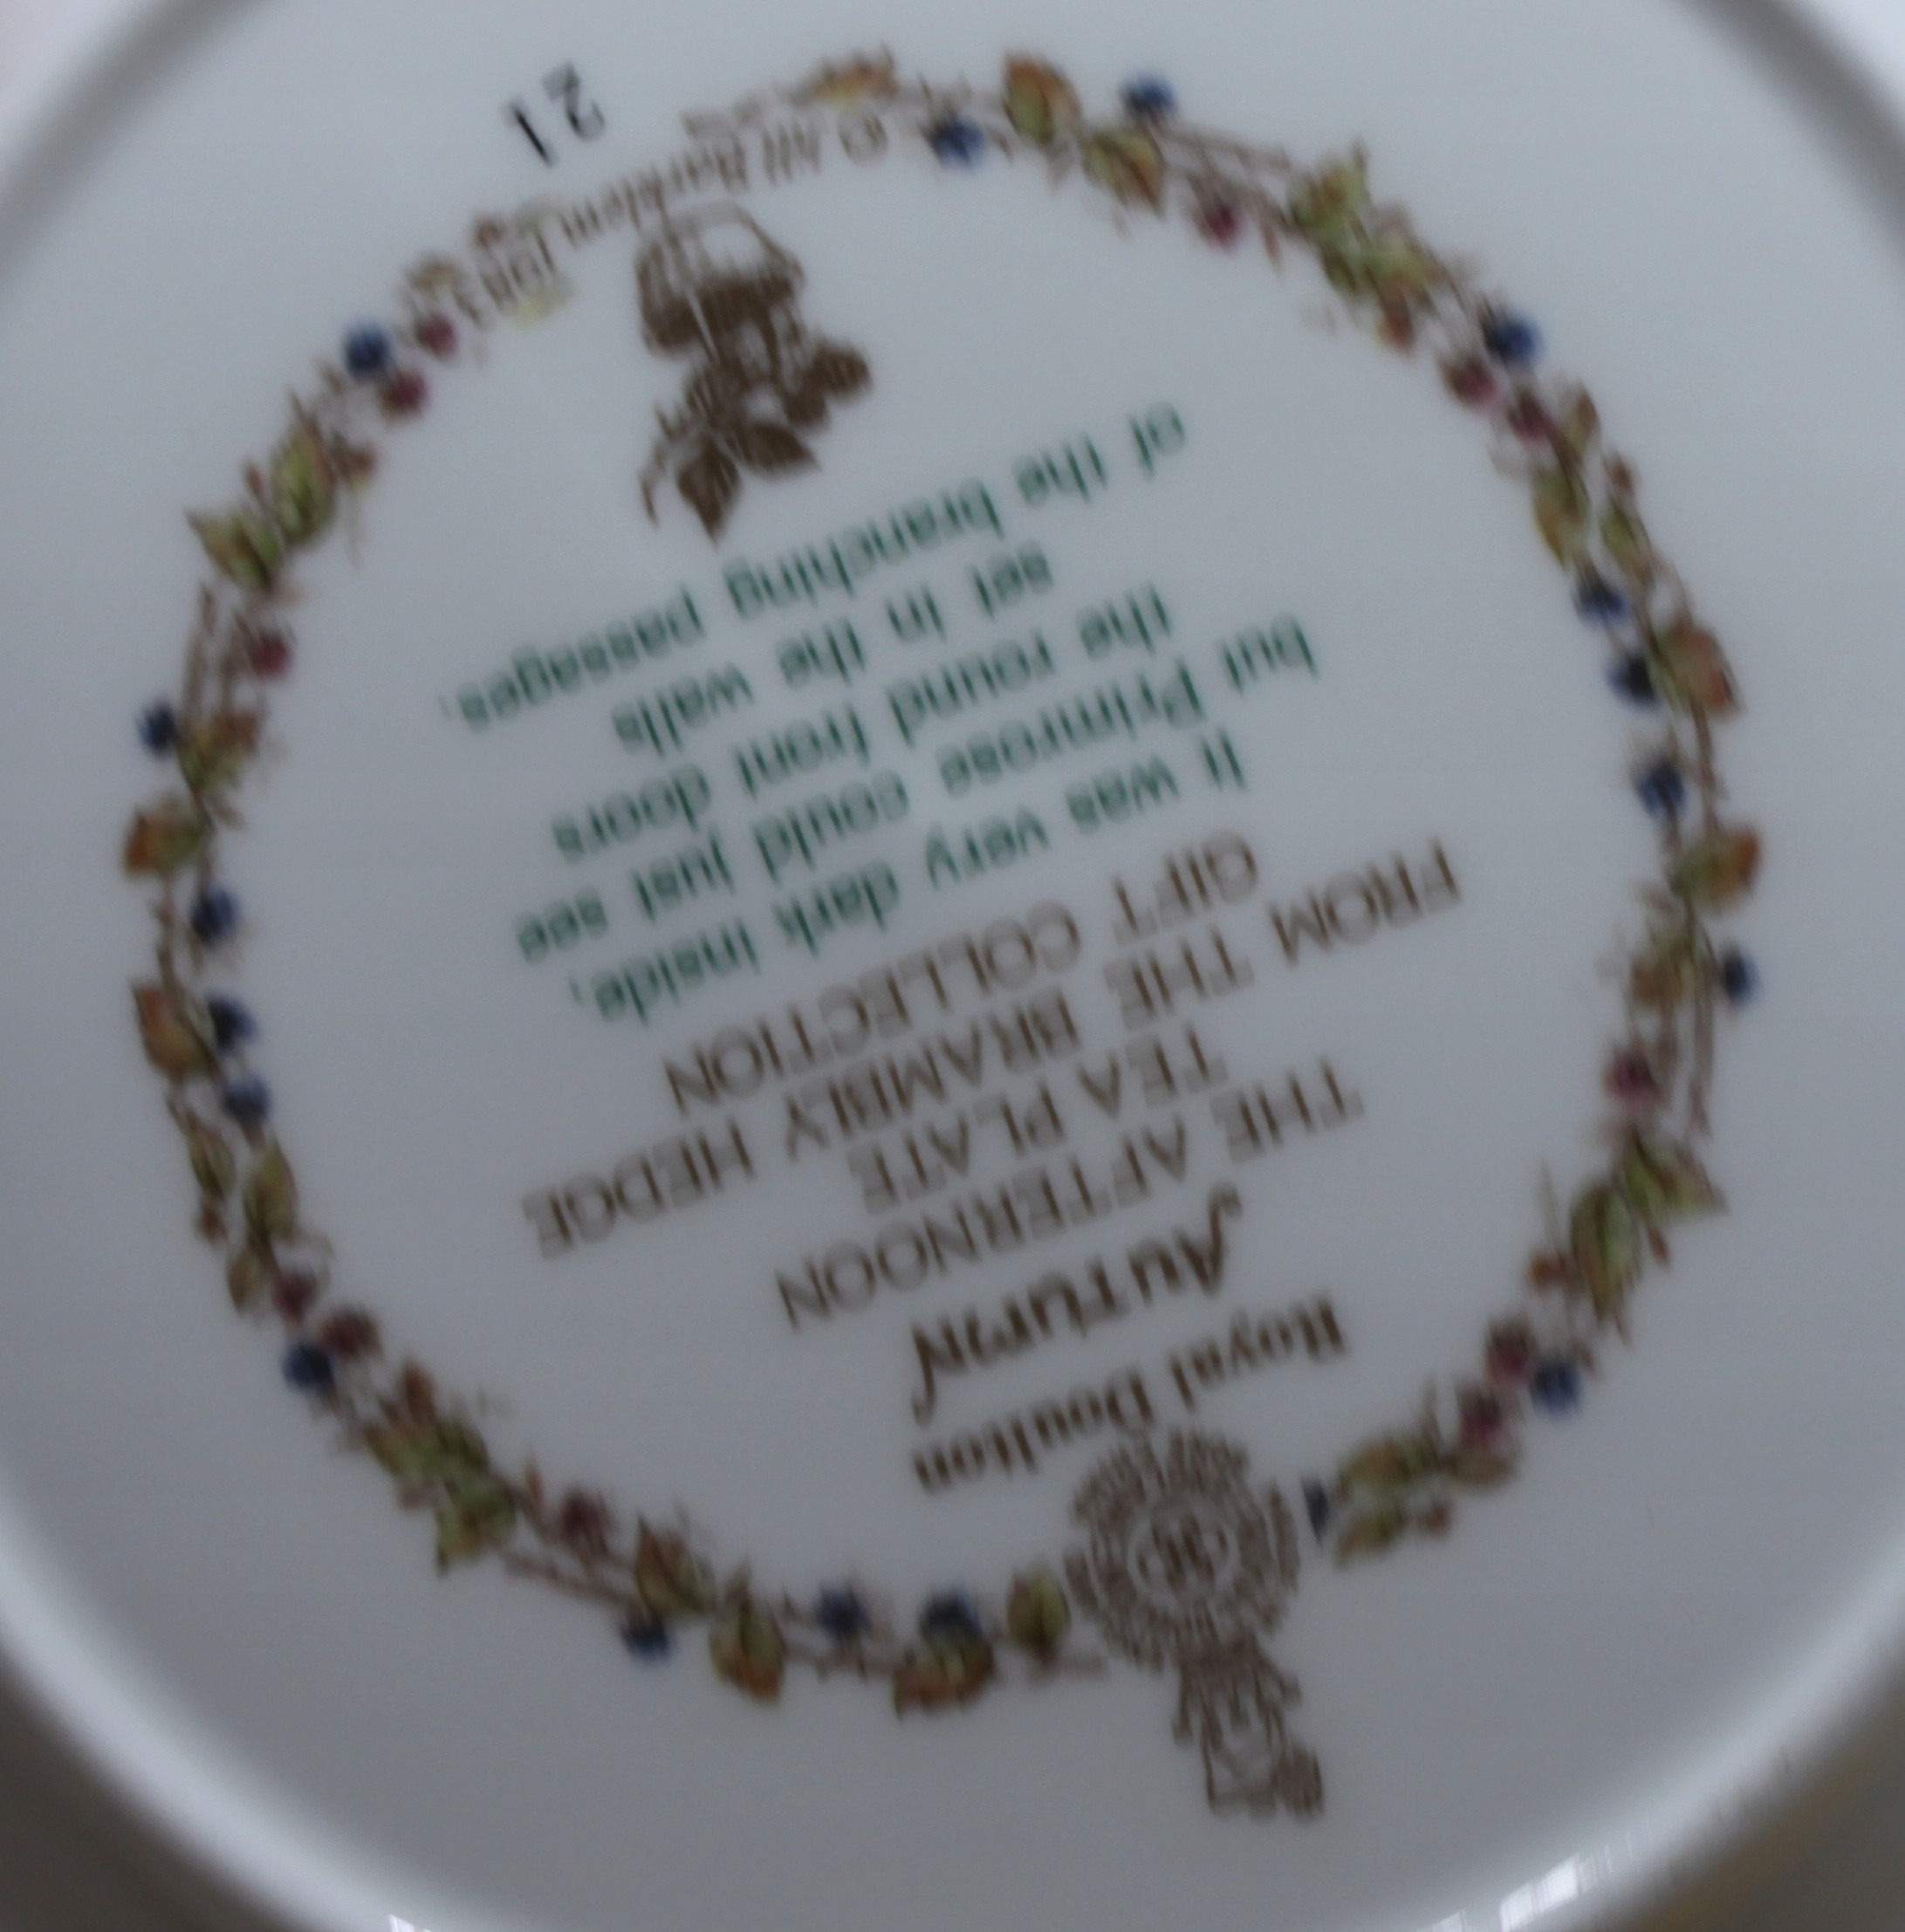 Royal Doulton
AUTUMN
THE AFTERNOON
TEA PLATE
FROM THE BRAMBLY HEDGE
GIFT COLLECTION
It was very dark inside,
but Primrose could just see
the round front doors
set in the walls
of the branching passages.
© Jill Barklem 1983
21